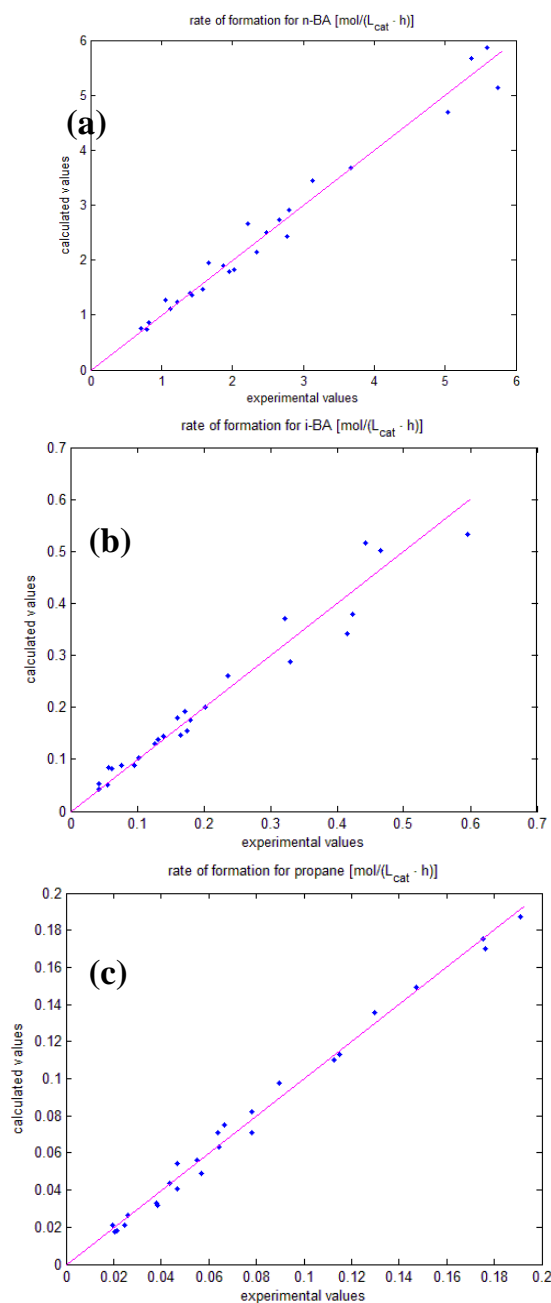 rate of formation for n-BA [mol/(Lcat · h)]
6
5
(a)
4
calculated values
3
2
1
0
0 1 2 3 4 5 6
experimental values
rate of formation for i-BA [mol/(Lcat · h)]
0.7
0.6
(b)
0.5
0.4
calculated values
0.3
0.2
0.1
0
0 0.1 0.2 0.3 0.4 0.5 0.6 0.7
experimental values
rate of formation for propane [mol/(Lcat · h)]
0.2
0.18
0.16
(c)
0.14
0.12
calculated values
0.1
0.08
0.06
0.04
0.02
0
0 0.02 0.04 0.06 0.08 0.1 0.12 0.14 0.16 0.18 0.2
experimental values